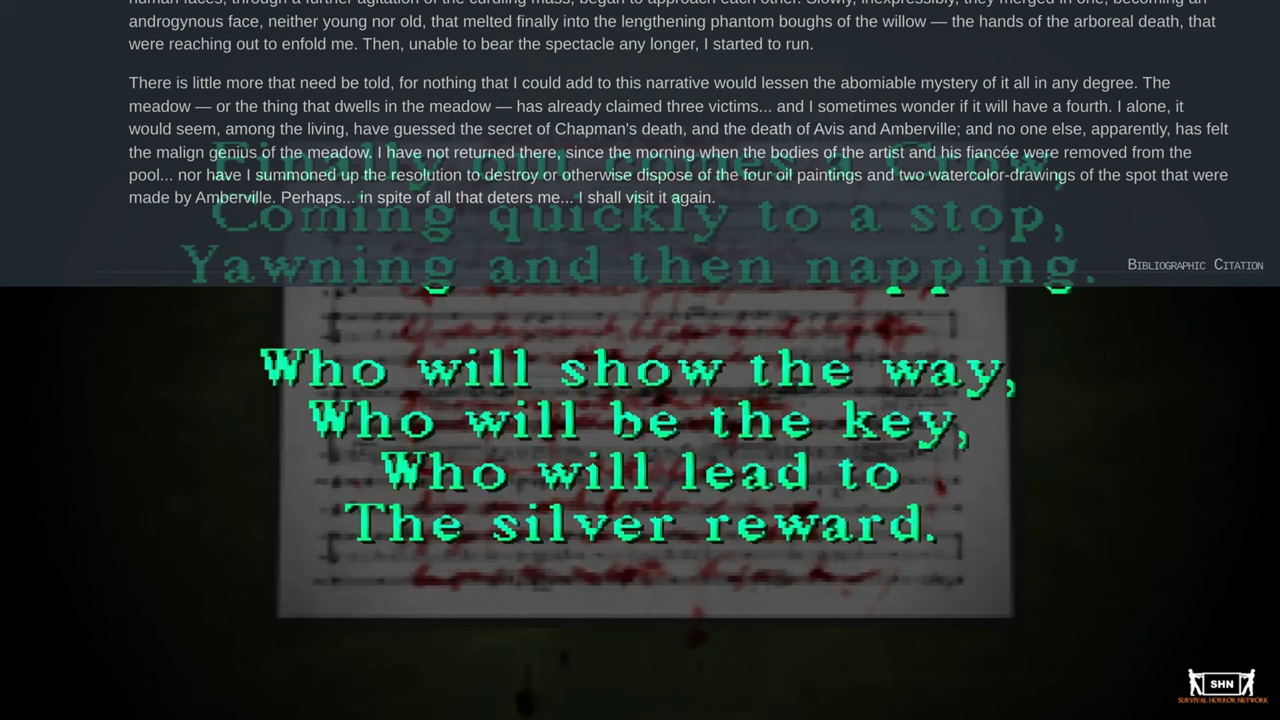 human faces, through a further agitation of the curdling mass, began to approach each other. Slowly, inexpressibly, they merged in one, becoming an
androgynous face, neither young nor old, that melted finally into the lengthening phantom boughs of the willow — the hands of the arboreal death, that
were reaching out to enfold me. Then, unable to bear the spectacle any longer, I started to run.
There is little more that need be told, for nothing that I could add to this narrative would lessen the abomiable mystery of it all in any degree. The
meadow — or the thing that dwells in the meadow — has already claimed three victims... and I sometimes wonder if it will have a fourth. I alone, it
would seem, among the living, have guessed the secret of Chapman's death, and the death of Avis and Amberville; and no one else, apparently, has felt
the malign genius of the meadow. I have not returned there, since the morning when the bodies of the artist and his fiancée were removed from the
pool... nor have I summoned up the resolution to destroy or otherwise dispose of the four oil paintings and two watercolor-drawings of the spot that were
made by Amberville. Perhaps... in spite of all that deters me... I shall visit it again.
Bibliographic Citation
Finally out comes a Crow,
Coming quickly to a stop,
Yawning and then napping.
Who will show the way,
Who will be the key,
Who will lead to
The silver reward.
SHN
SURVIVAL HORROR NETWORK